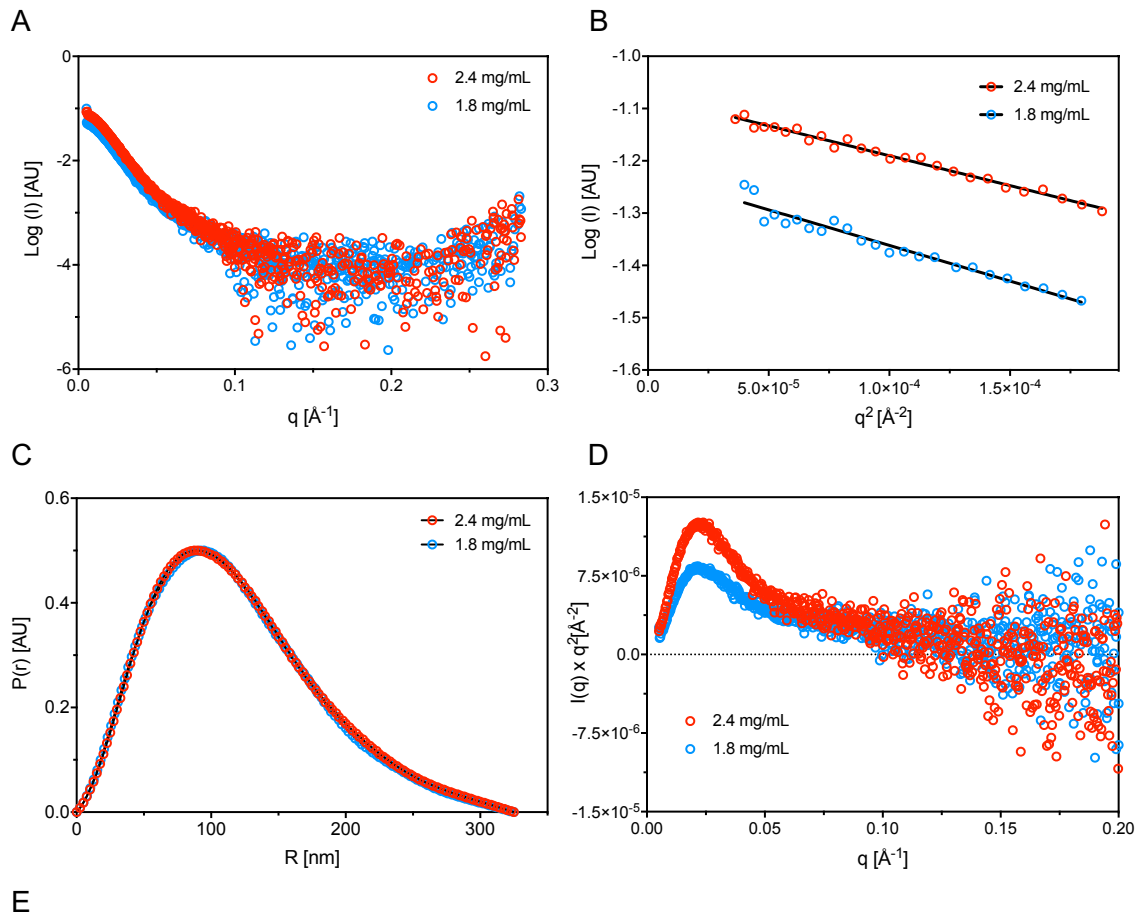 A
0
-2
-4
-6
Log (I) [AU]
0.0
0.1
0.2
0.3
q [Å-1]
2.4 mg/mL
1.8 mg/mL
B
-1.0
-1.1
-1.2
-1.3
-1.4
-1.5
-1.6
Log (I) [AU]
0.0
5.0×10-5
1.0×10-4
1.5×10-4
q2 [Å-2]
2.4 mg/mL
1.8 mg/mL
C
0.6
0.4
0.2
0.0
P(r) [AU]
0
100
200
300
R [nm]
2.4 mg/mL
1.8 mg/mL
D
1.5×10-5
7.5×10-6
0.0
-7.5×10-6
-1.5×10-5
I(q) x q2[Å-2]
0.00
0.05
0.10
0.15
0.20
q [Å-1]
2.4 mg/mL
1.8 mg/mL
E